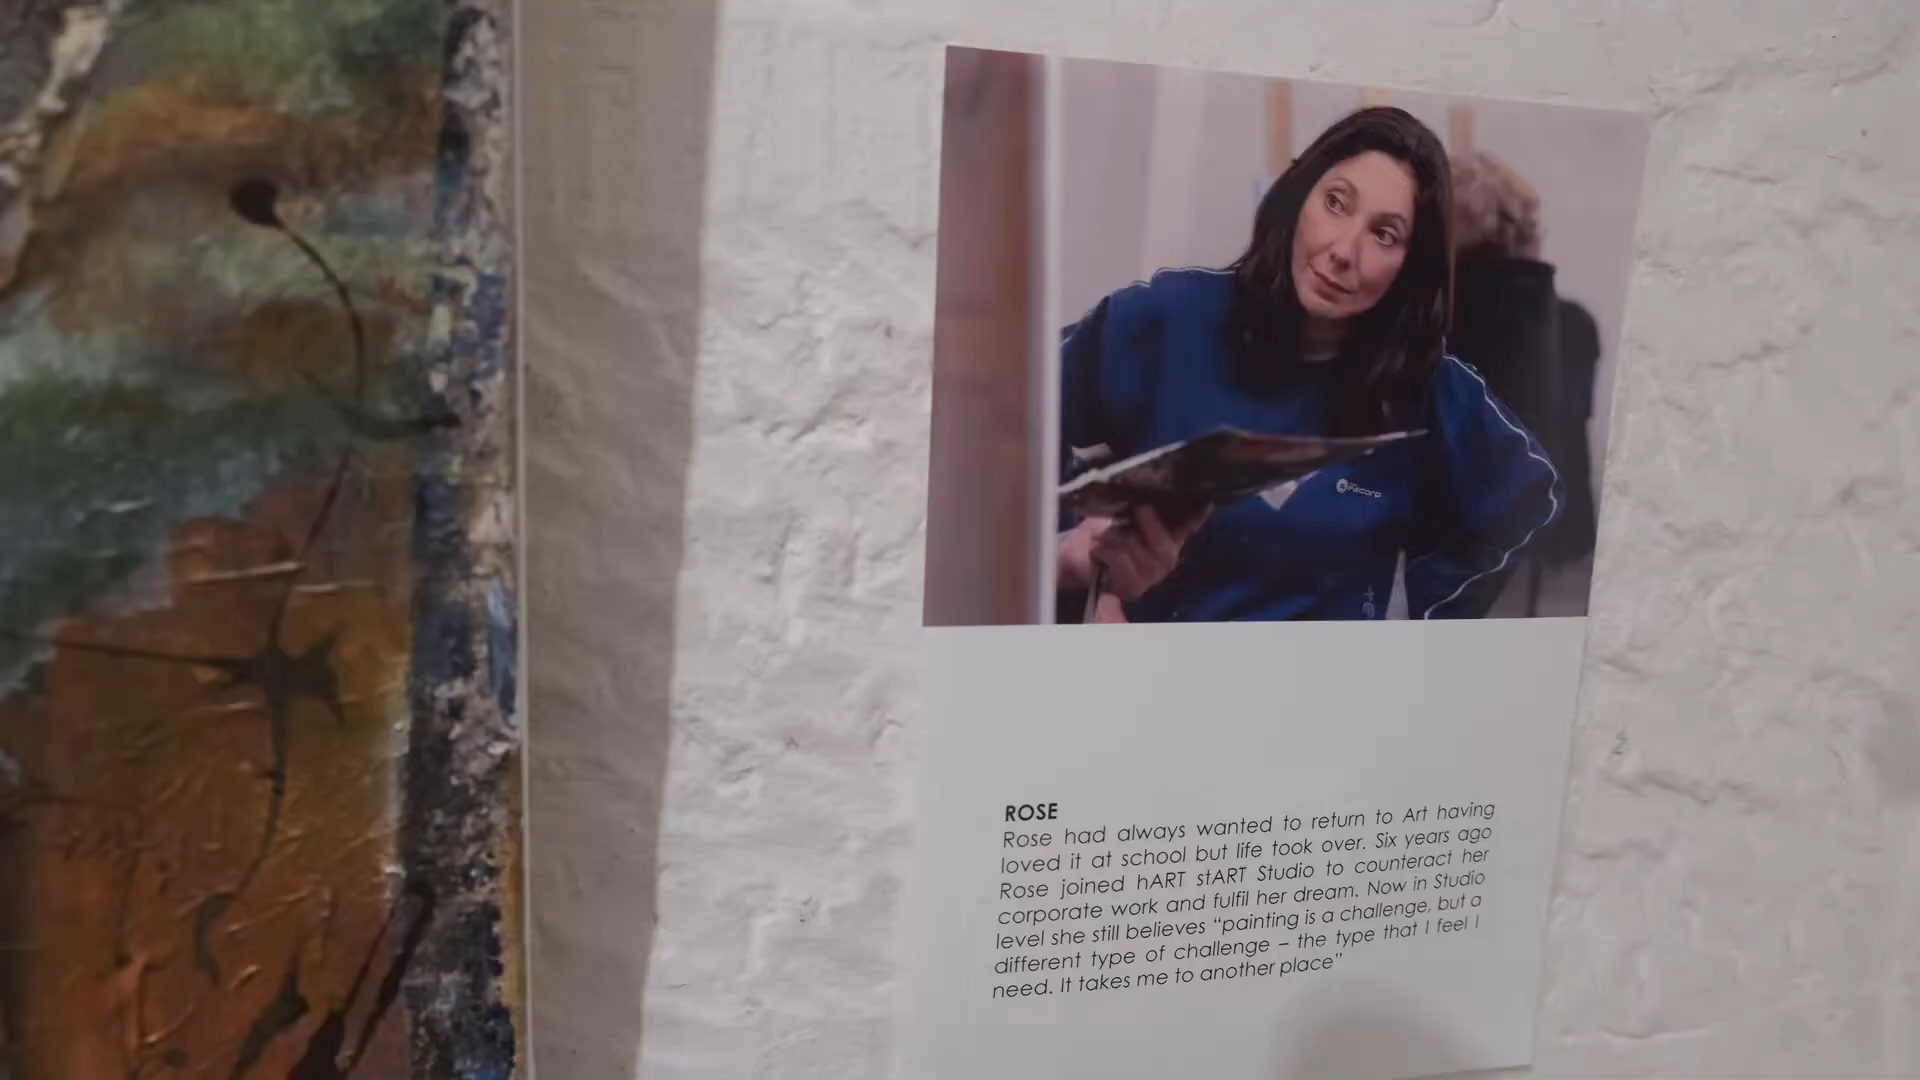 ROSE
Rose had always wanted to return to Art having
loved it at school but life took over. Six years ago
Rose joined hART stART Studio to counteract her
corporate work and fulfil her dream. Now in Studio
level she still believes “painting is a challenge, but a
different type of challenge – the type that I feel I
need. It takes me to another place”